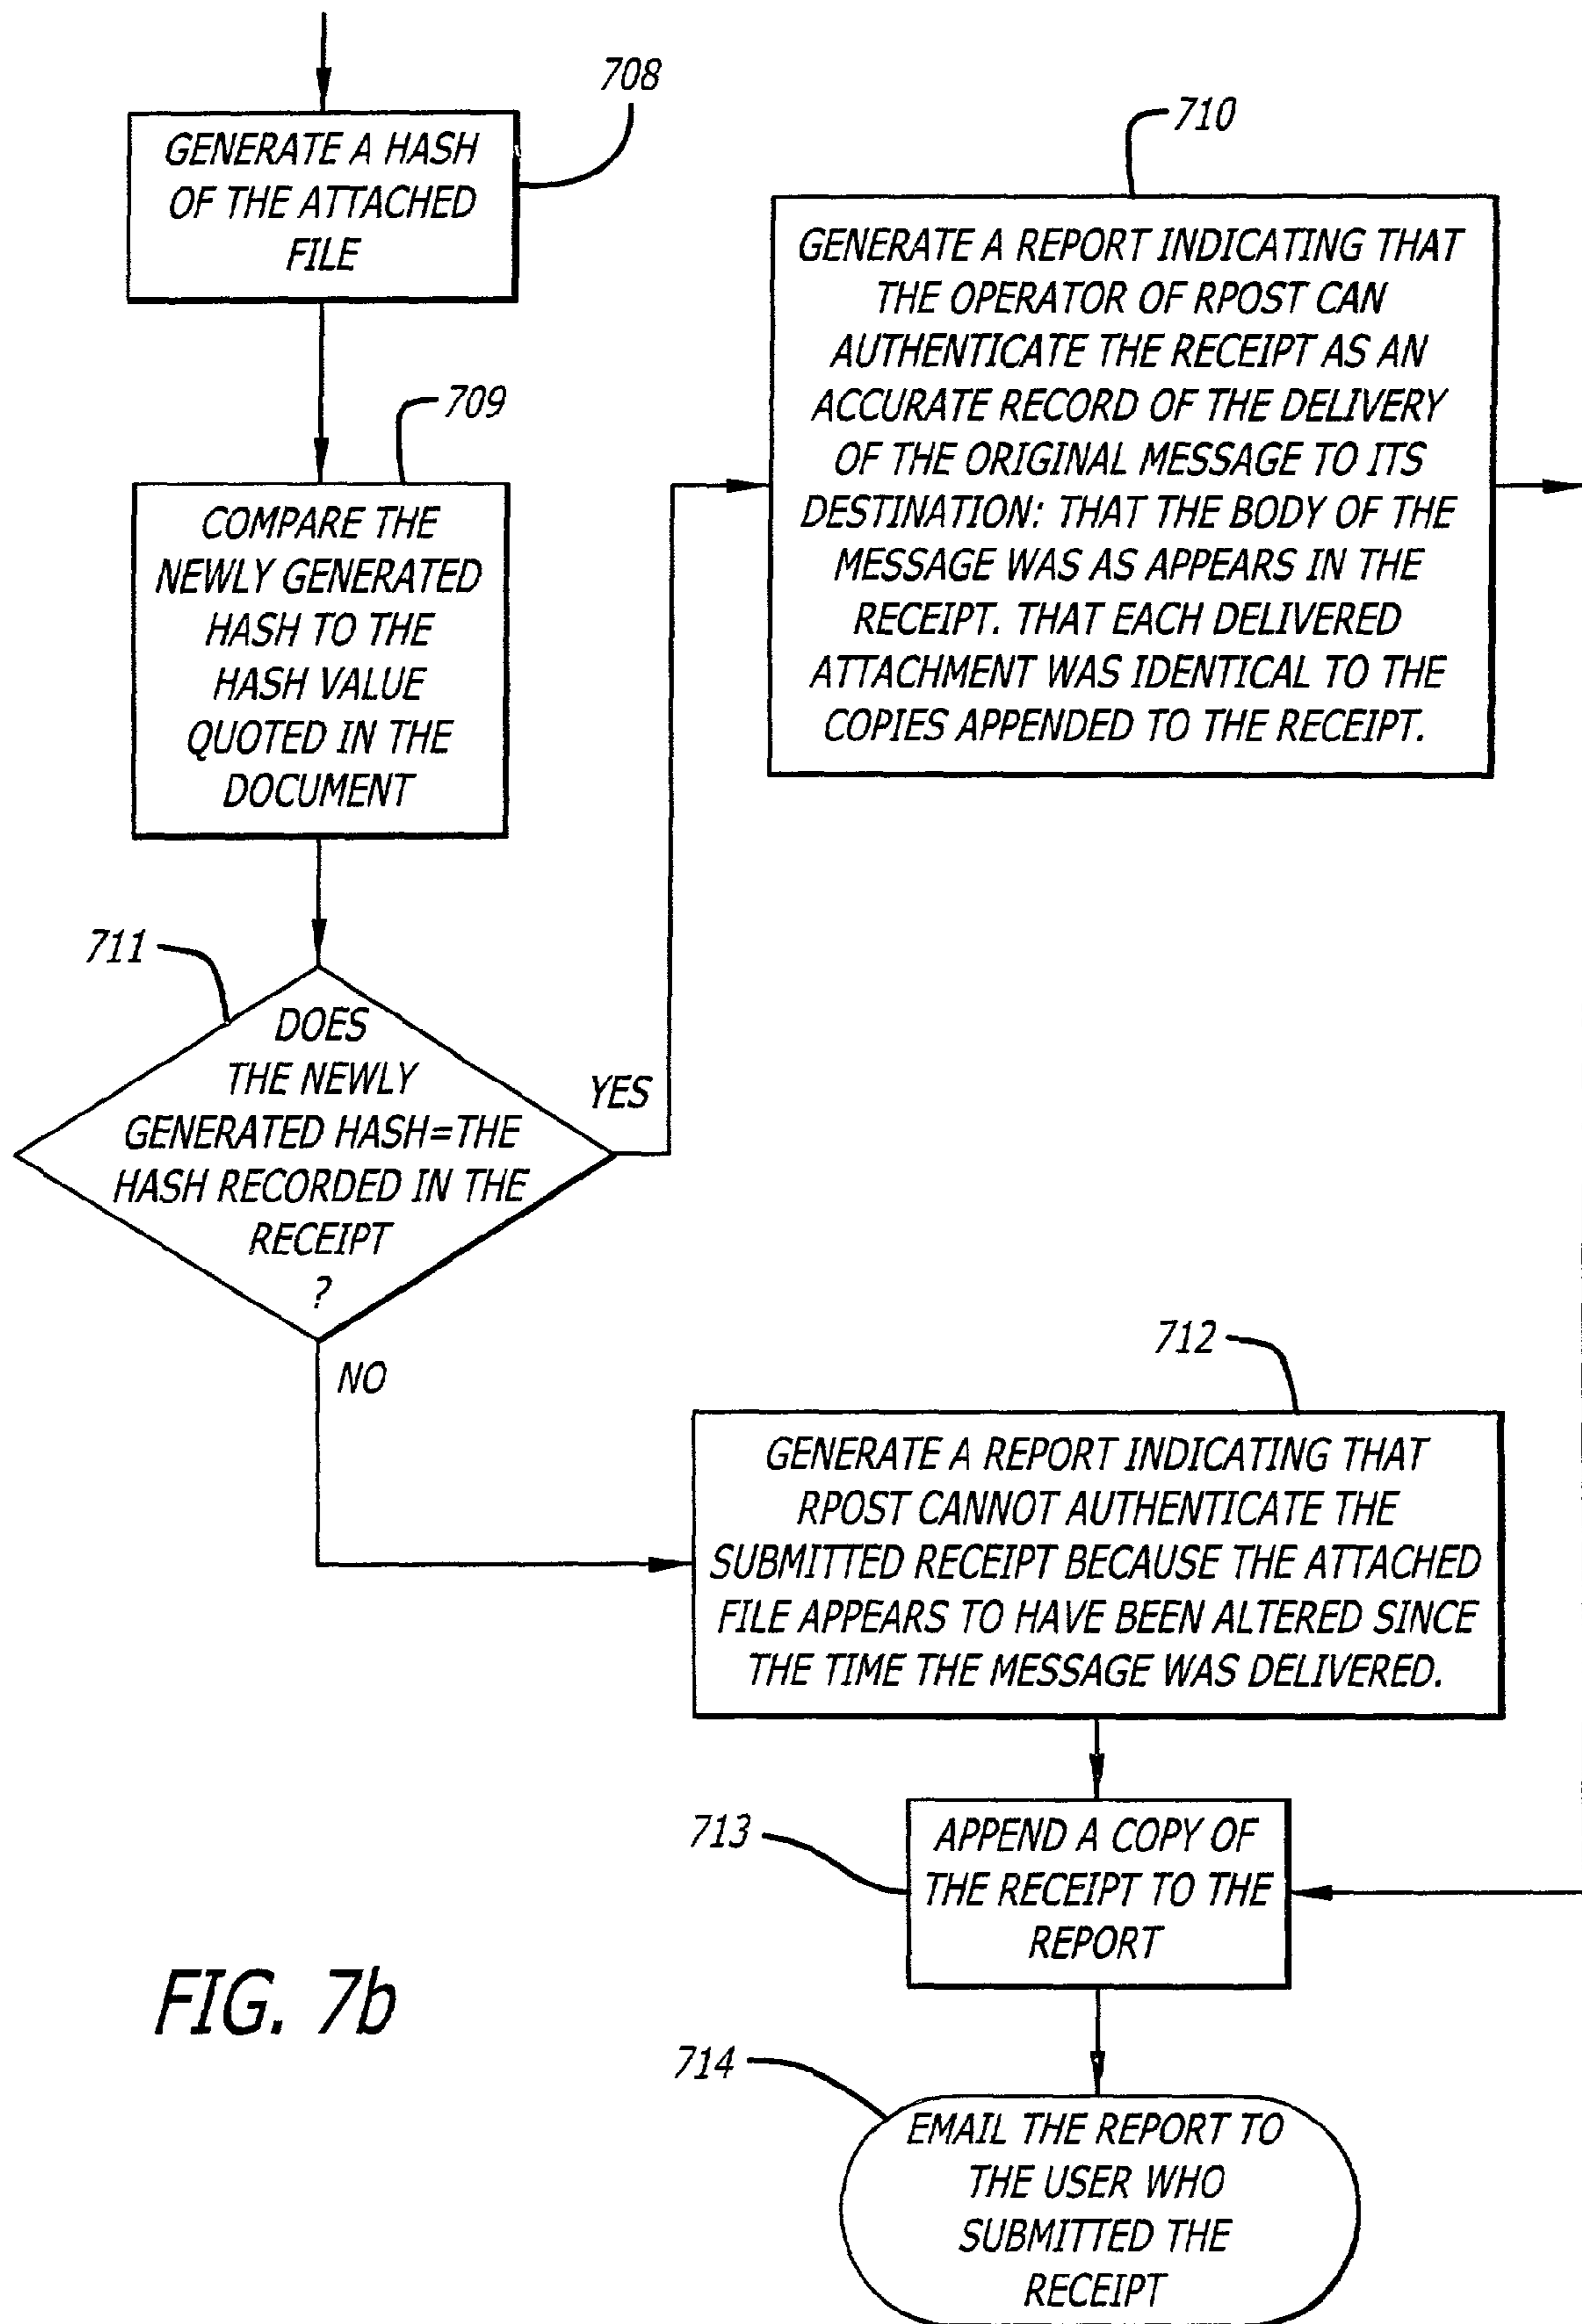 708
GENERATE A HASH
OF THE ATTACHED
FILE
709
COMPARE THE
NEWLY GENERATED
HASH TO THE
HASH VALUE
QUOTED IN THE
DOCUMENT
711
DOES
THE NEWLY
GENERATED HASH=THE
HASH RECORDED IN THE
RECEIPT
?
YES
NO
710
GENERATE A REPORT INDICATING THAT
THE OPERATOR OF RPOST CAN
AUTHENTICATE THE RECEIPT AS AN
ACCURATE RECORD OF THE DELIVERY
OF THE ORIGINAL MESSAGE TO ITS
DESTINATION: THAT THE BODY OF THE
MESSAGE WAS AS APPEARS IN THE
RECEIPT. THAT EACH DELIVERED
ATTACHMENT WAS IDENTICAL TO THE
COPIES APPENDED TO THE RECEIPT.
712
GENERATE A REPORT INDICATING THAT
RPOST CANNOT AUTHENTICATE THE
SUBMITTED RECEIPT BECAUSE THE ATTACHED
FILE APPEARS TO HAVE BEEN ALTERED SINCE
THE TIME THE MESSAGE WAS DELIVERED.
713
APPEND A COPY OF
THE RECEIPT TO THE
REPORT
714
EMAIL THE REPORT TO
THE USER WHO
SUBMITTED THE
RECEIPT
FIG. 7b